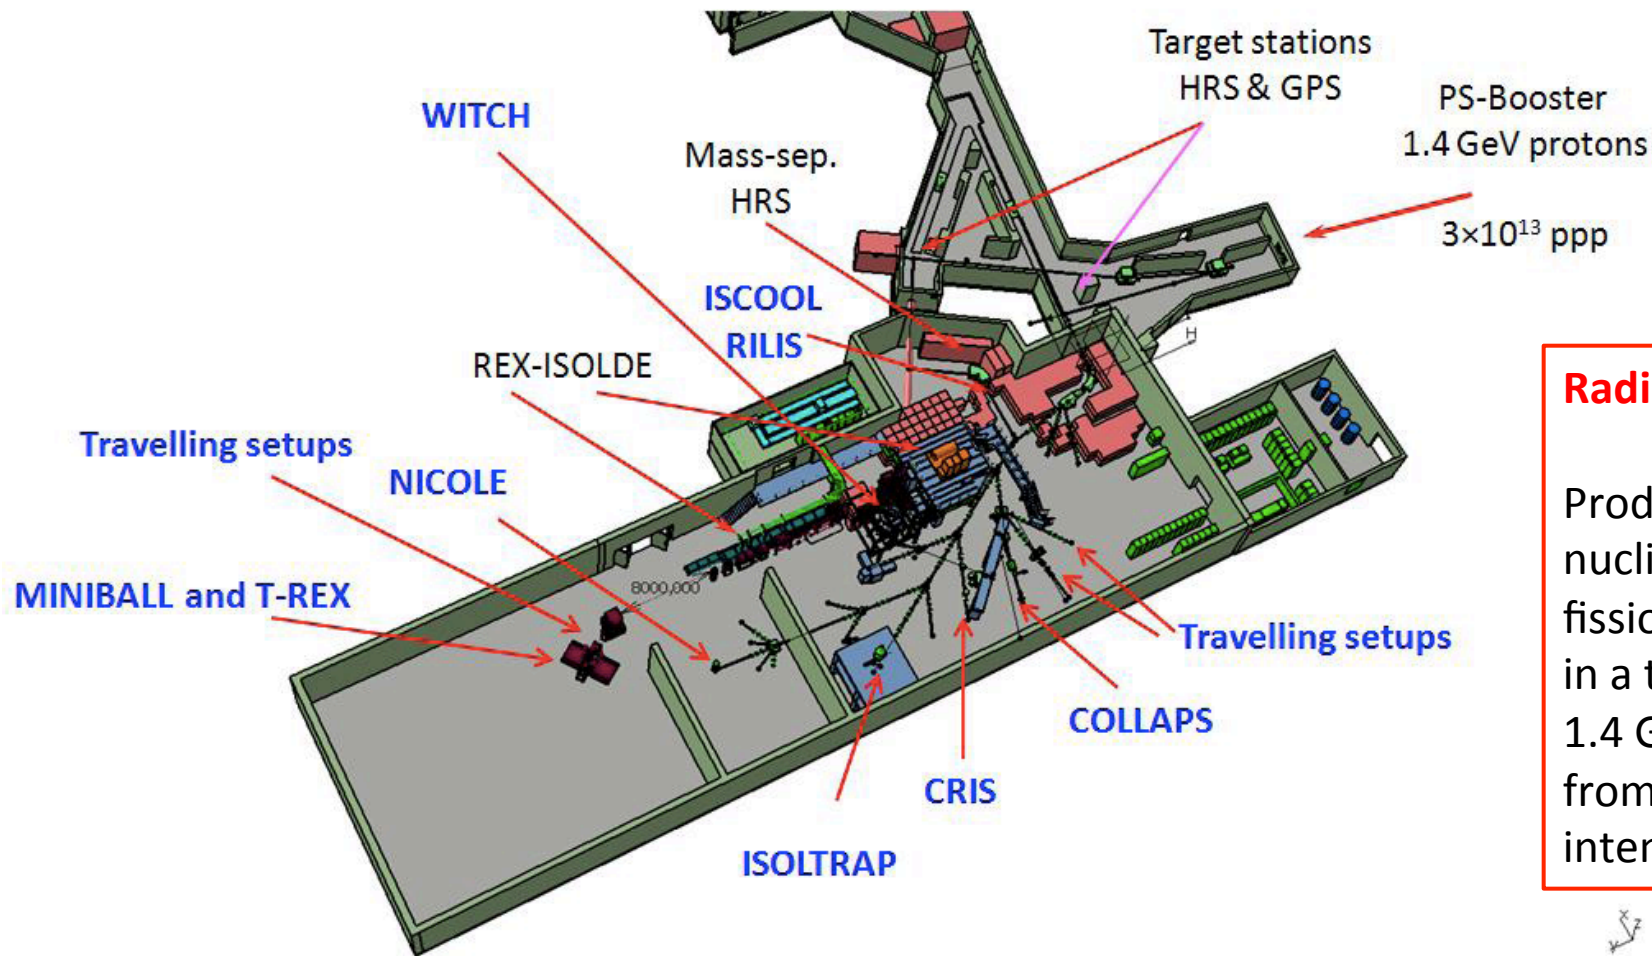 Target stations
HRS & GPS
PS-Booster
1.4 GeV protons
3×10¹³ ppp
WITCH
Mass-sep.
HRS
ISCOOL
RILIS
REX-ISOLDE
H
Travelling setups
NICOLE
MINIBALL and T-REX
8000,000
Travelling setups
COLLAPS
CRIS
ISOLTRAP
Radi
Prod
nucli
fissio
in a t
1.4 G
from
inter
X
Z
Y